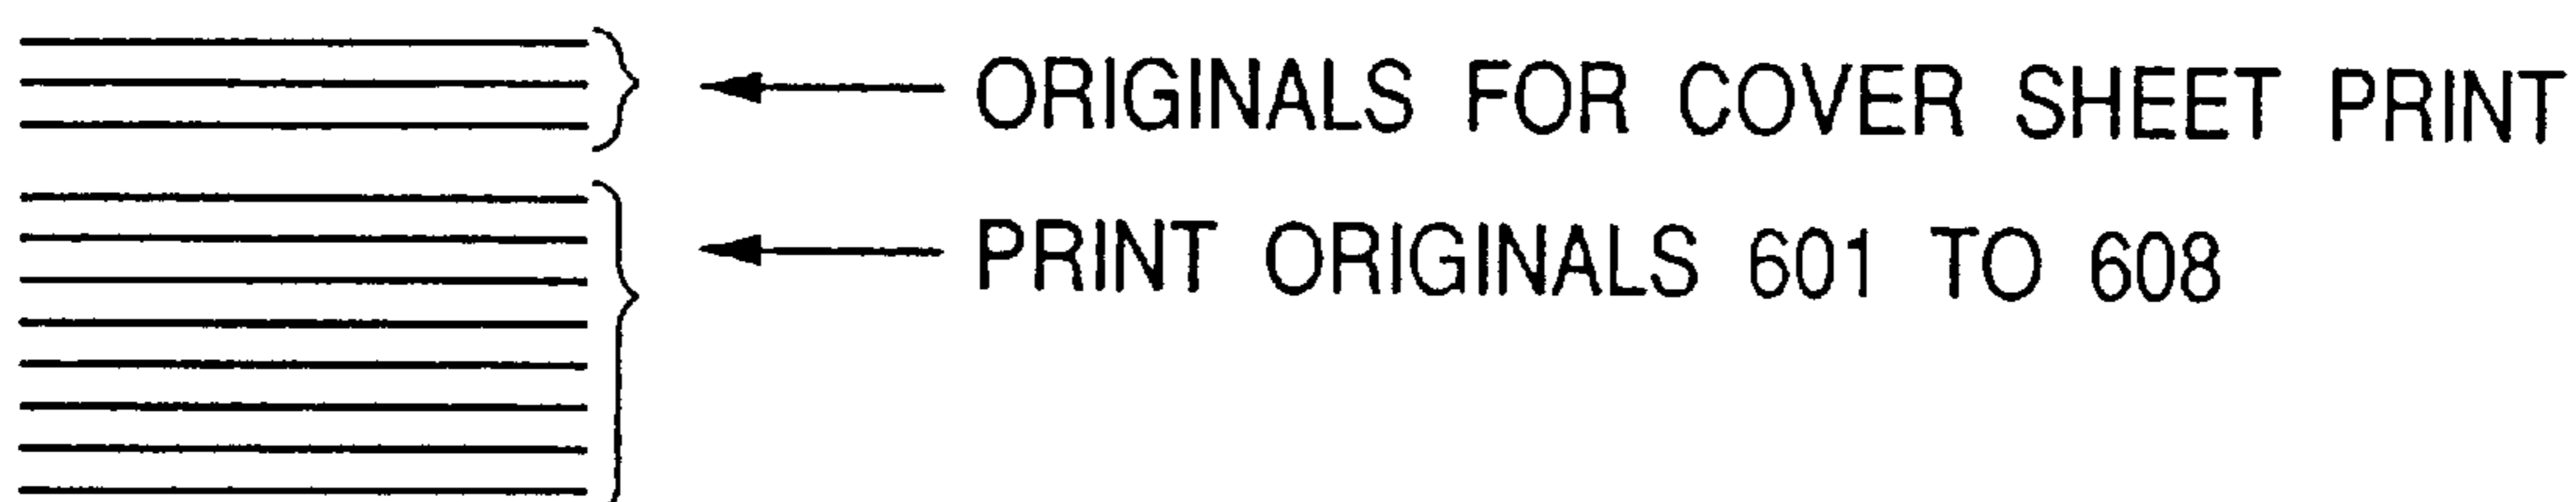 ORIGINALS FOR COVER SHEET PRINT
PRINT ORIGINALS 601 TO 608